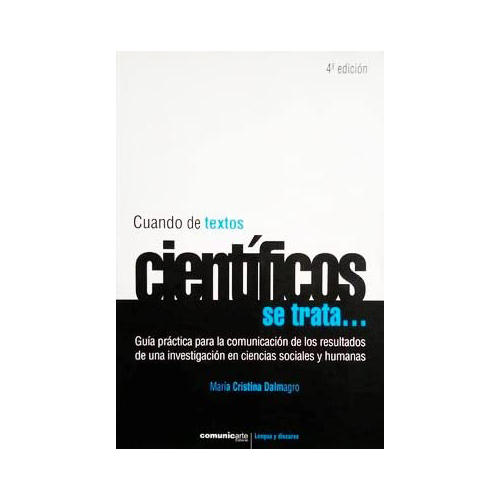 4ª edición
Cuando de textos
científicos
se trata...
Guía práctica para la comunicación de los resultados
de una investigación en ciencias sociales y humanas
María Cristina Dalmagro
comunicarte
Editorial
Lengua y discurso